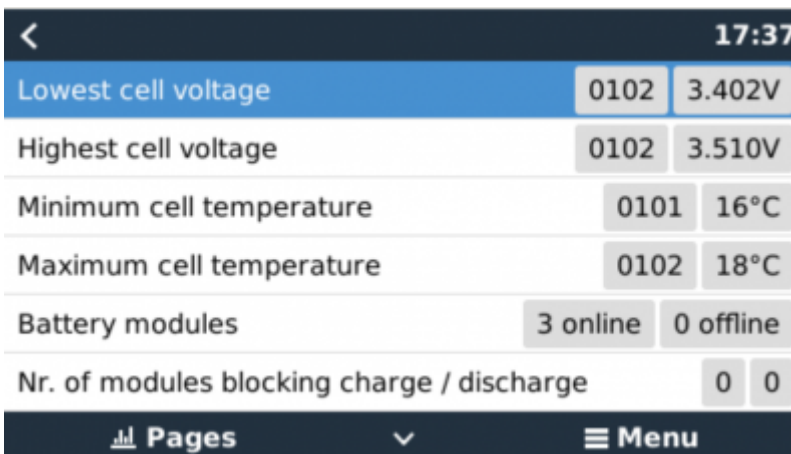 17:37
Lowest cell voltage 0102 3.402V
Highest cell voltage 0102 3.510V
Minimum cell temperature 0101 16°C
Maximum cell temperature 0102 18°C
Battery modules 3 online 0 offline
Nr. of modules blocking charge / discharge 0 0
Pages Menu